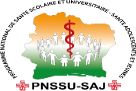 PROGRAMME NATIONAL DE SANTE SCOLAIRE ET UNIVERSITAIRE - SANTE ADOLESCENTS ET JEUNES
PNSSU-SAJ